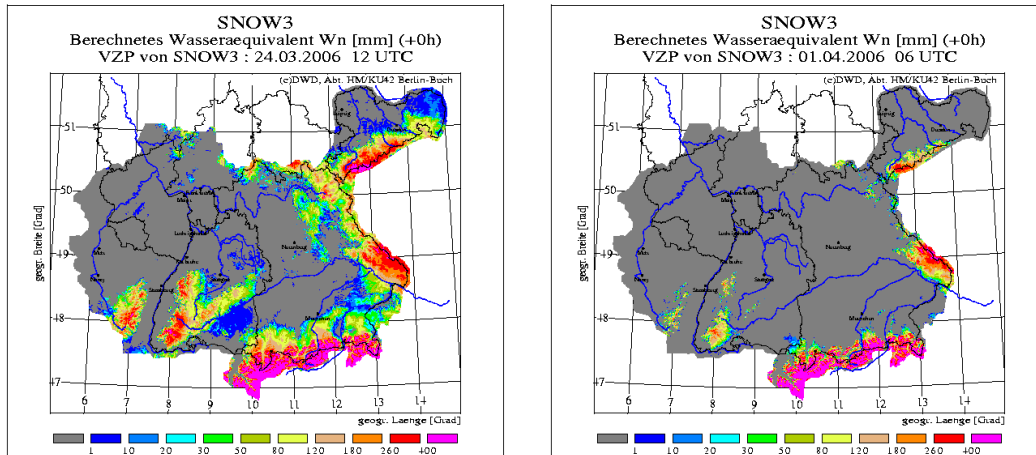 SNOW3
Berechnetes Wasseraequivalent Wn [mm] (+0h)
VZP von SNOW3 : 24.03.2006 12 UTC
(c)DWD, Abt. HM/KU42 Berlin-Buch
geogr. Breite [Grad]
51
50
49
48
47
Nuernburg
6 7 8 9 10 11 12 13 14
geogr. Laenge [Grad]
1 10 20 30 50 80 120 180 260 400
SNOW3
Berechnetes Wasseraequivalent Wn [mm] (+0h)
VZP von SNOW3 : 01.04.2006 06 UTC
(c)DWD, Abt. HM/KU42 Berlin-Buch
geogr. Breite [Grad]
51
50
49
48
47
Strassburg
Muenchen
6 7 8 9 10 11 12 13 14
geogr. Laenge [Grad]
1 10 20 30 50 80 120 180 260 400